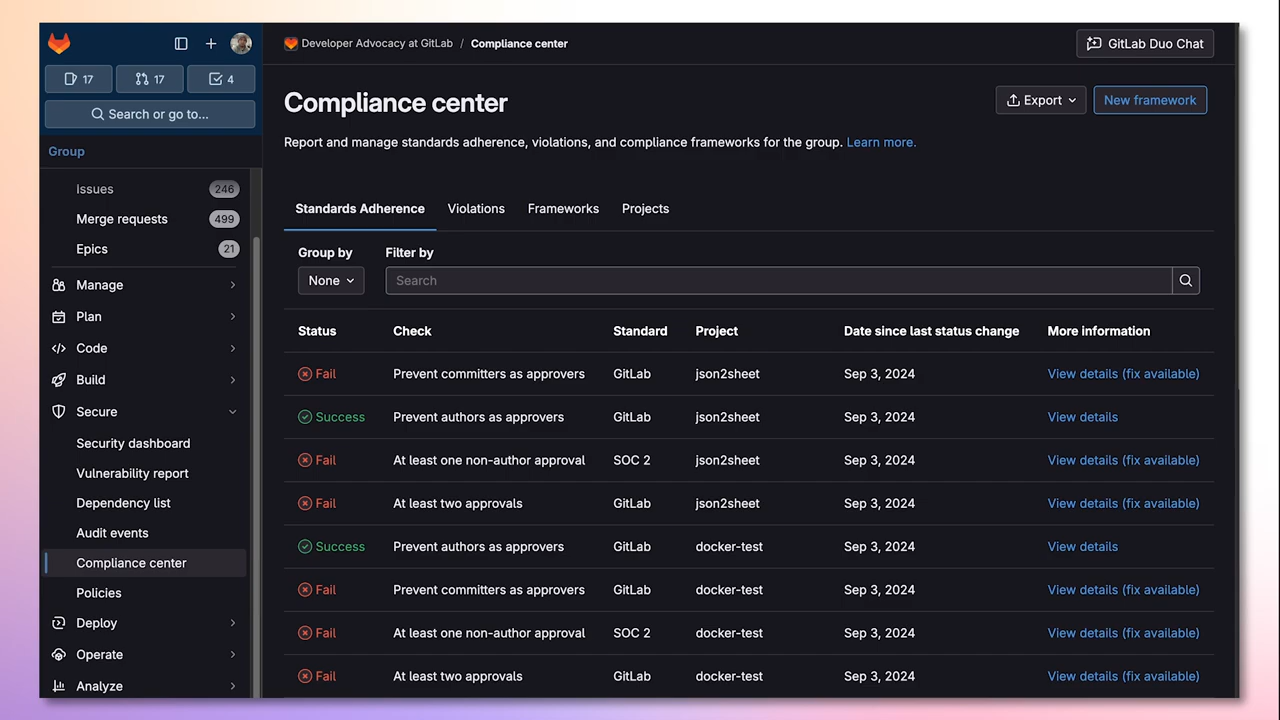 Developer Advocacy at GitLab / Compliance center
GitLab Duo Chat
17 17 4
Search or go to...
Group
Issues 246
Merge requests 499
Epics 21
Manage
Plan
Code
Build
Secure
Security dashboard
Vulnerability report
Dependency list
Audit events
Compliance center
Policies
Deploy
Operate
Analyze
Compliance center
Export
New framework
Report and manage standards adherence, violations, and compliance frameworks for the group. Learn more.
Standards Adherence Violations Frameworks Projects
Group by Filter by
None Search
Status Check Standard Project Date since last status change More information
Fail Prevent committers as approvers GitLab json2sheet Sep 3, 2024 View details (fix available)
Success Prevent authors as approvers GitLab json2sheet Sep 3, 2024 View details
Fail At least one non-author approval SOC 2 json2sheet Sep 3, 2024 View details (fix available)
Fail At least two approvals GitLab json2sheet Sep 3, 2024 View details (fix available)
Success Prevent authors as approvers GitLab docker-test Sep 3, 2024 View details
Fail Prevent committers as approvers GitLab docker-test Sep 3, 2024 View details (fix available)
Fail At least one non-author approval SOC 2 docker-test Sep 3, 2024 View details (fix available)
Fail At least two approvals GitLab docker-test Sep 3, 2024 View details (fix available)